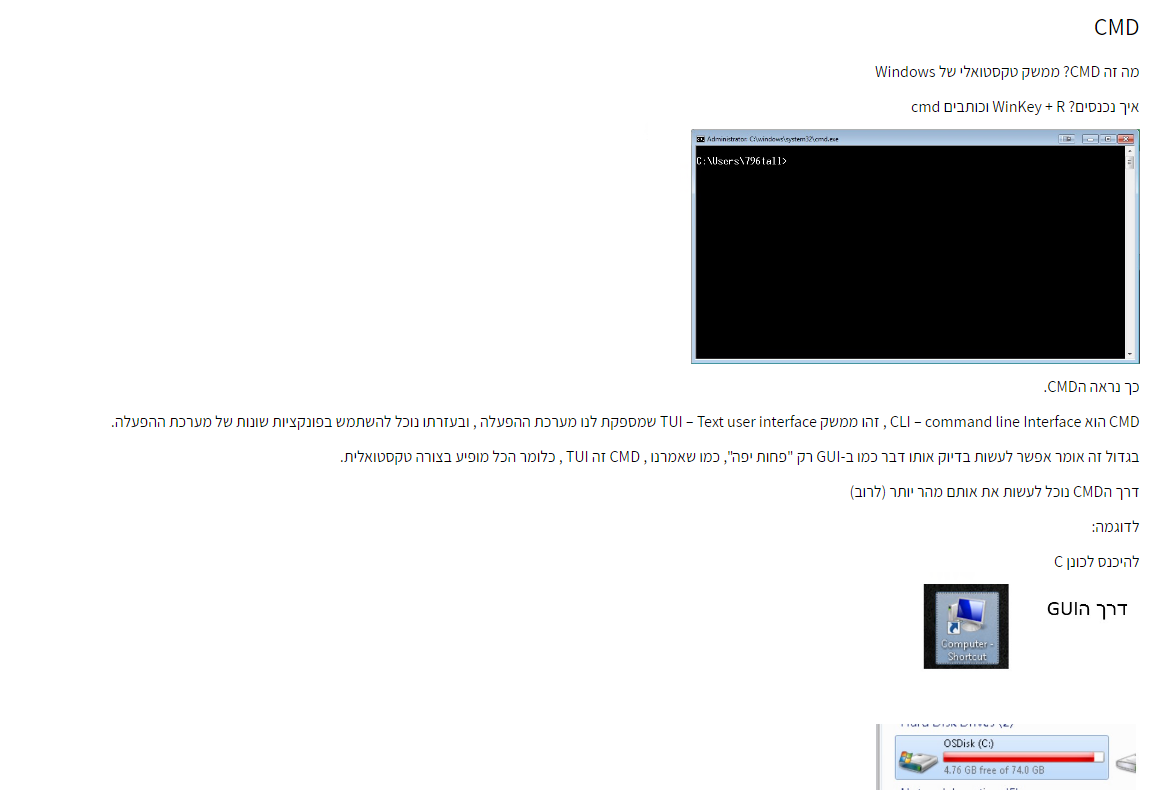 CMD
מה זה CMD? ממשק טקסטואלי של Windows
איך נכנסים? WinKey + R וכותבים cmd
Administrator: C:\windows\system32\cmd.exe
C:\Users\796tall>
כך נראה הCMD.
CMD הוא CLI – command line Interface , זהו ממשק TUI – Text user interface שמספקת לנו מערכת ההפעלה , ובעזרתו נוכל להשתמש בפונקציות שונות של מערכת ההפעלה.
בגדול זה אומר אפשר לעשות בדיוק אותו דבר כמו ב-GUI רק "פחות יפה", כמו שאמרנו , CMD זה TUI , כלומר הכל מופיע בצורה טקסטואלית.
דרך הCMD נוכל לעשות את אותם מהר יותר (לרוב)
לדוגמה:
להיכנס לכונן C
דרך הGUI
Computer -
Shortcut
Hard Disk Drives (2)
OSDisk (C:)
4.76 GB free of 74.0 GB